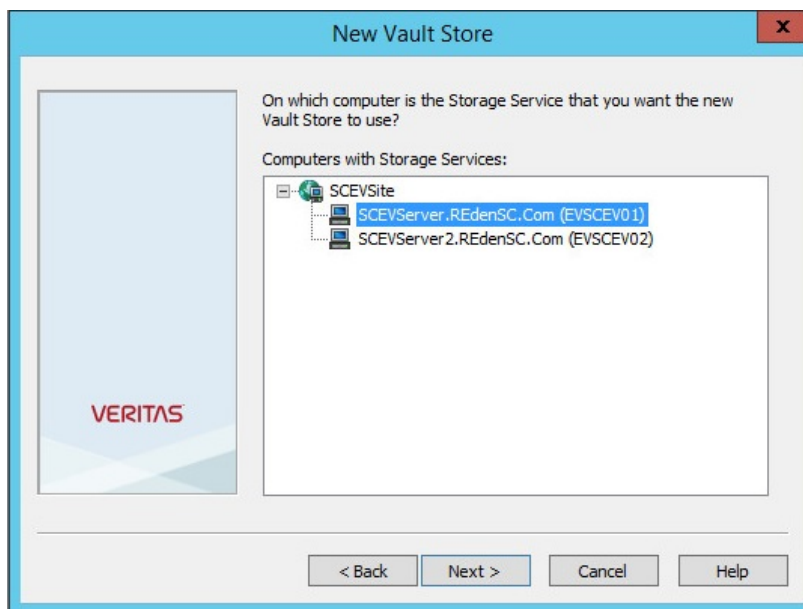 New Vault Store
x
On which computer is the Storage Service that you want the new
Vault Store to use?
Computers with Storage Services:
SCEVSite
SCEVServer.REdenSC.Com (EVSCEV01)
SCEVServer2.REdenSC.Com (EVSCEV02)
VERITAS
< Back Next > Cancel Help